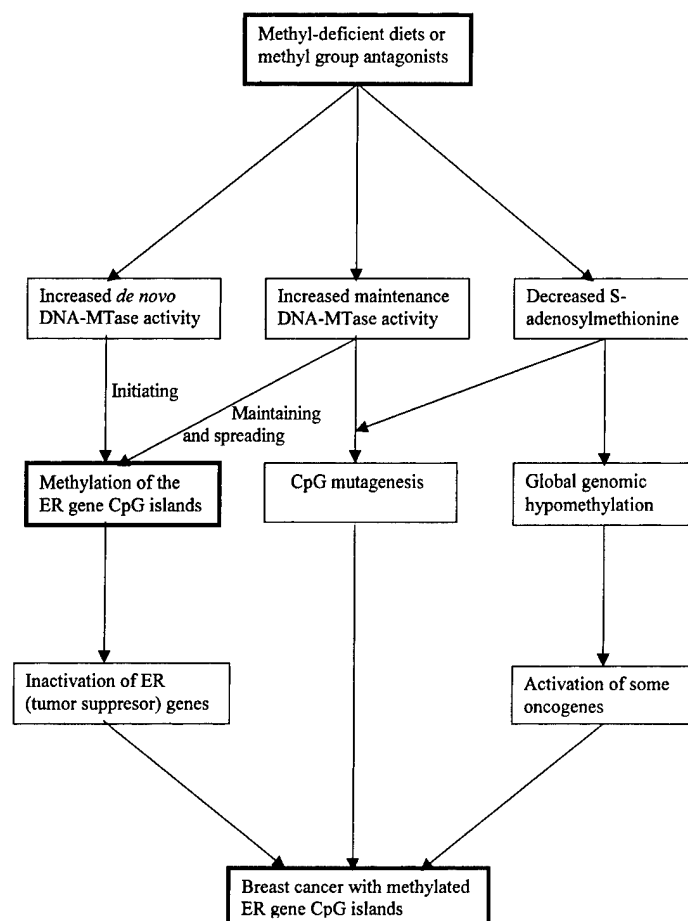 Methyl-deficient diets or
methyl group antagonists
Increased de novo
DNA-MTase activity
Increased maintenance
DNA-MTase activity
Decreased S-
adenosylmethionine
Initiating
Maintaining
and spreading
Methylation of the
ER gene CpG islands
CpG mutagenesis
Global genomic
hypomethylation
Inactivation of ER
(tumor suppresor) genes
Activation of some
oncogenes
Breast cancer with methylated
ER gene CpG islands